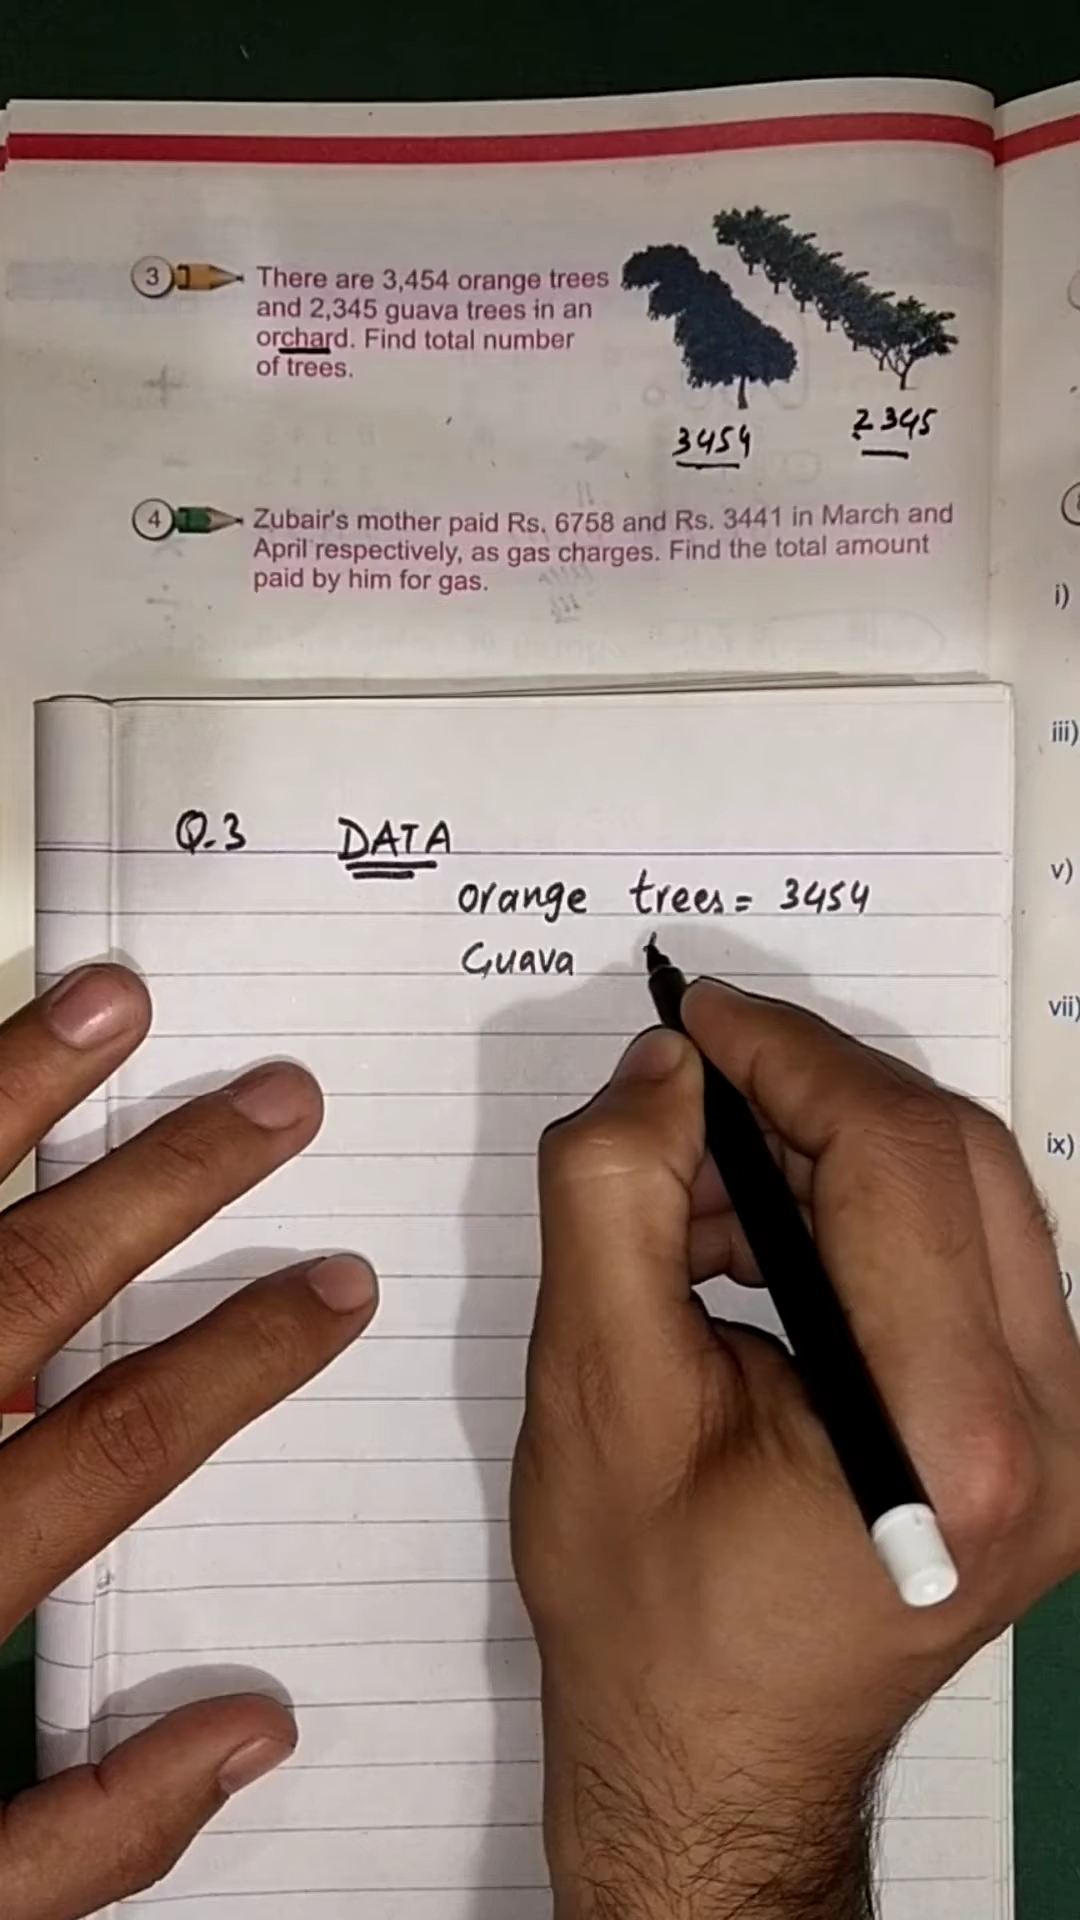 3
There are 3,454 orange trees
and 2,345 guava trees in an
orchard. Find total number
of trees.
3454
2345
4
Zubair's mother paid Rs. 6758 and Rs. 3441 in March and
April respectively, as gas charges. Find the total amount
paid by him for gas.
i)
iii)
v)
vii)
ix)
Q.3 DATA
orange trees = 3454
Guava